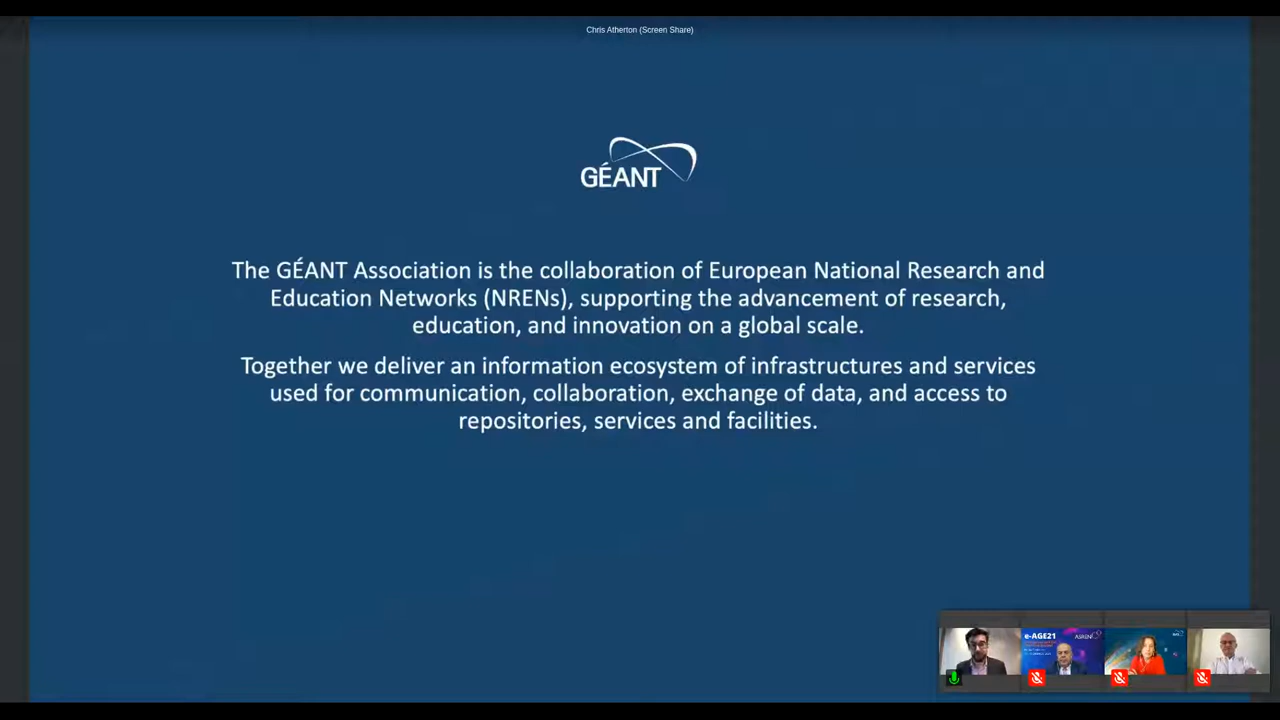 Chris Atherton (Screen Share)
GÉANT
The GÉANT Association is the collaboration of European National Research and
Education Networks (NRENs), supporting the advancement of research,
education, and innovation on a global scale.
Together we deliver an information ecosystem of infrastructures and services
used for communication, collaboration, exchange of data, and access to
repositories, services and facilities.
e-AGE21
ASREN